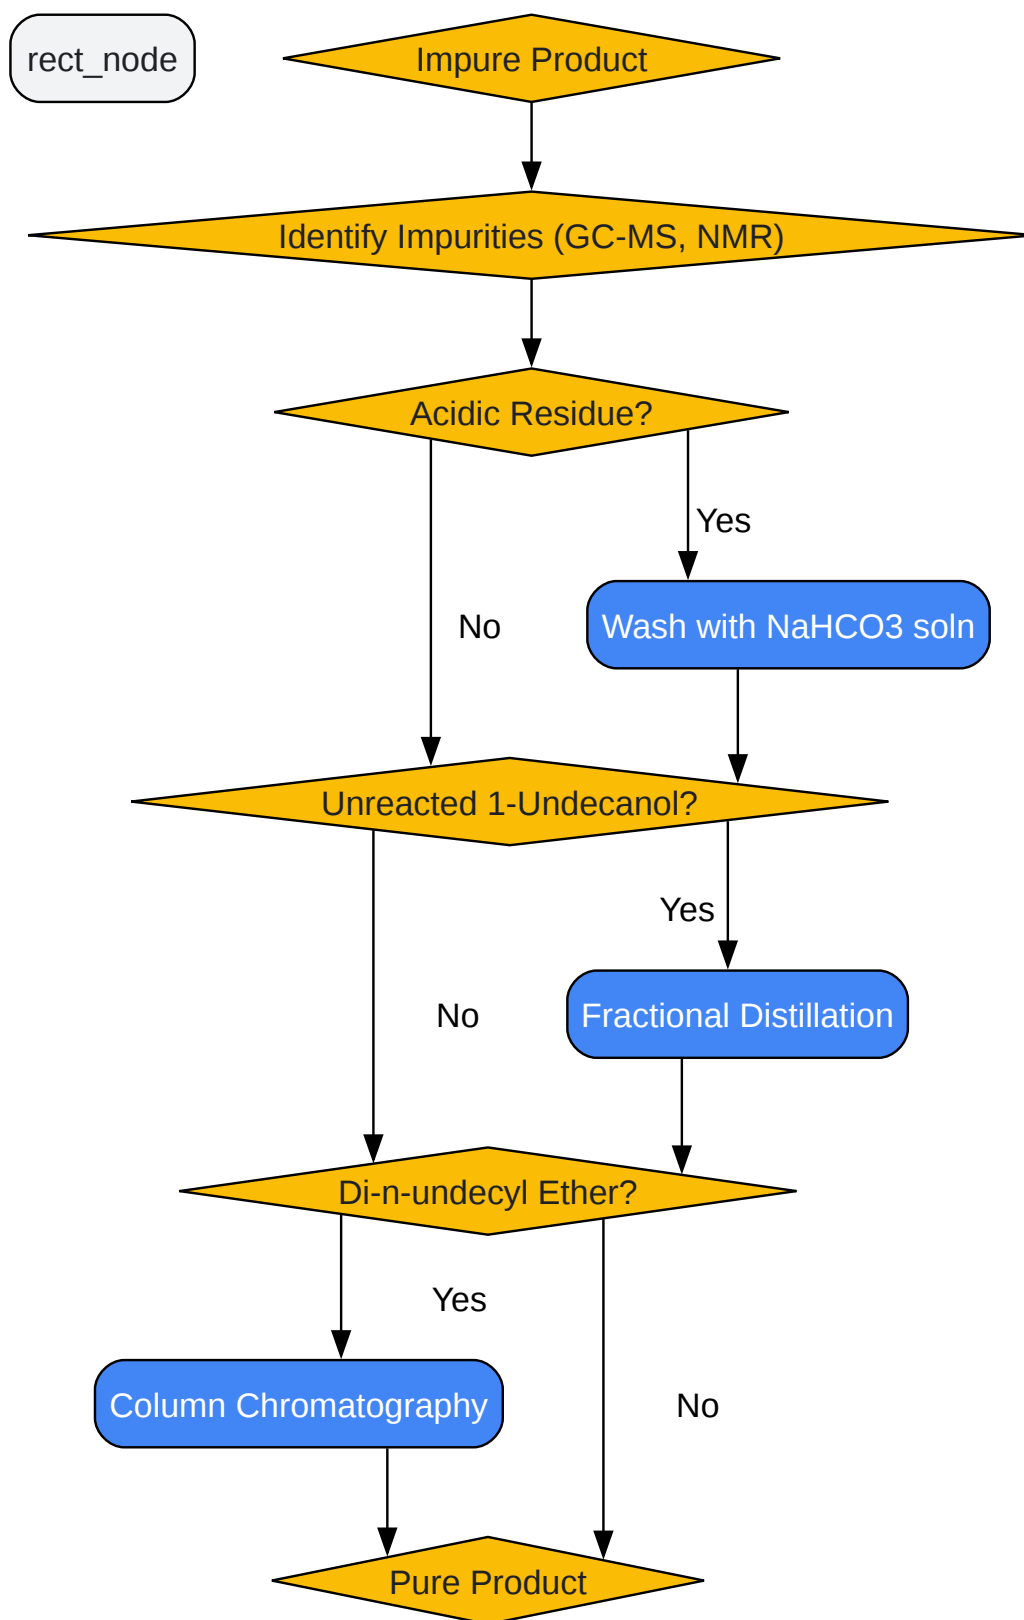 rect_node
Impure Product
Identify Impurities (GC-MS, NMR)
Acidic Residue?
Yes
No
Wash with NaHCO3 soln
Unreacted 1-Undecanol?
Yes
No
Fractional Distillation
Di-n-undecyl Ether?
Yes
Column Chromatography
No
Pure Product